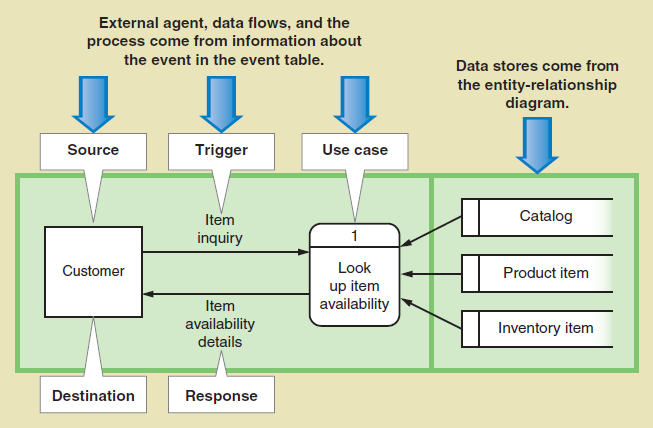 External agent, data flows, and the
process come from information about
the event in the event table.
Data stores come from
the entity-relationship
diagram.
Source
Trigger
Use case
Item
inquiry
1
Catalog
Customer
Look
up item
availability
Product item
Item
availability
details
Inventory item
Destination
Response